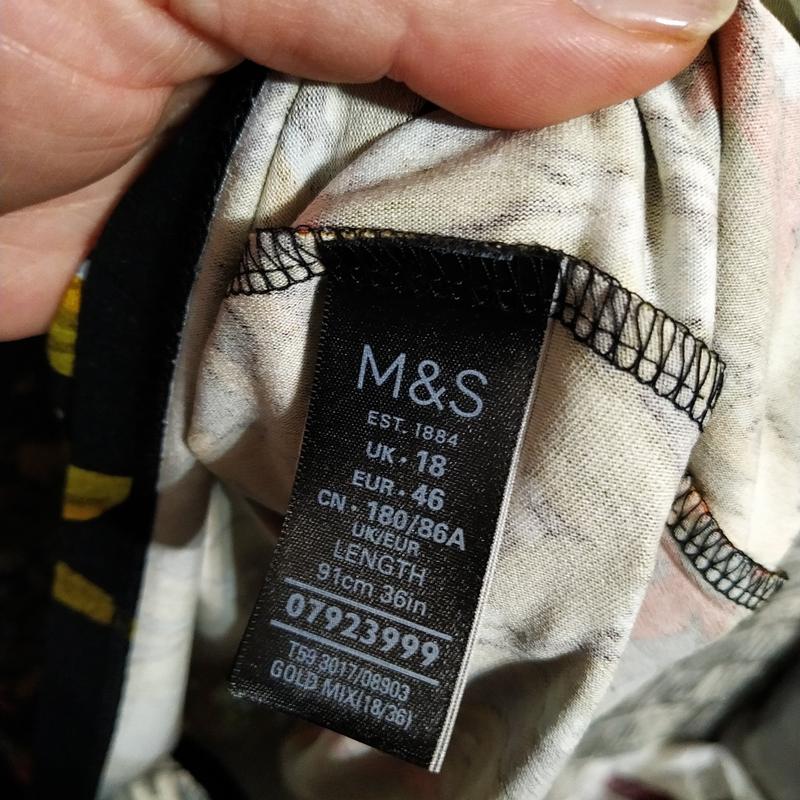 M&S
EST. 1884
UK • 18
EUR • 46
CN • 180/86A
UK/EUR
LENGTH
91cm 36in
07923999
T59 3017/08903
GOLD MIX(18/36)